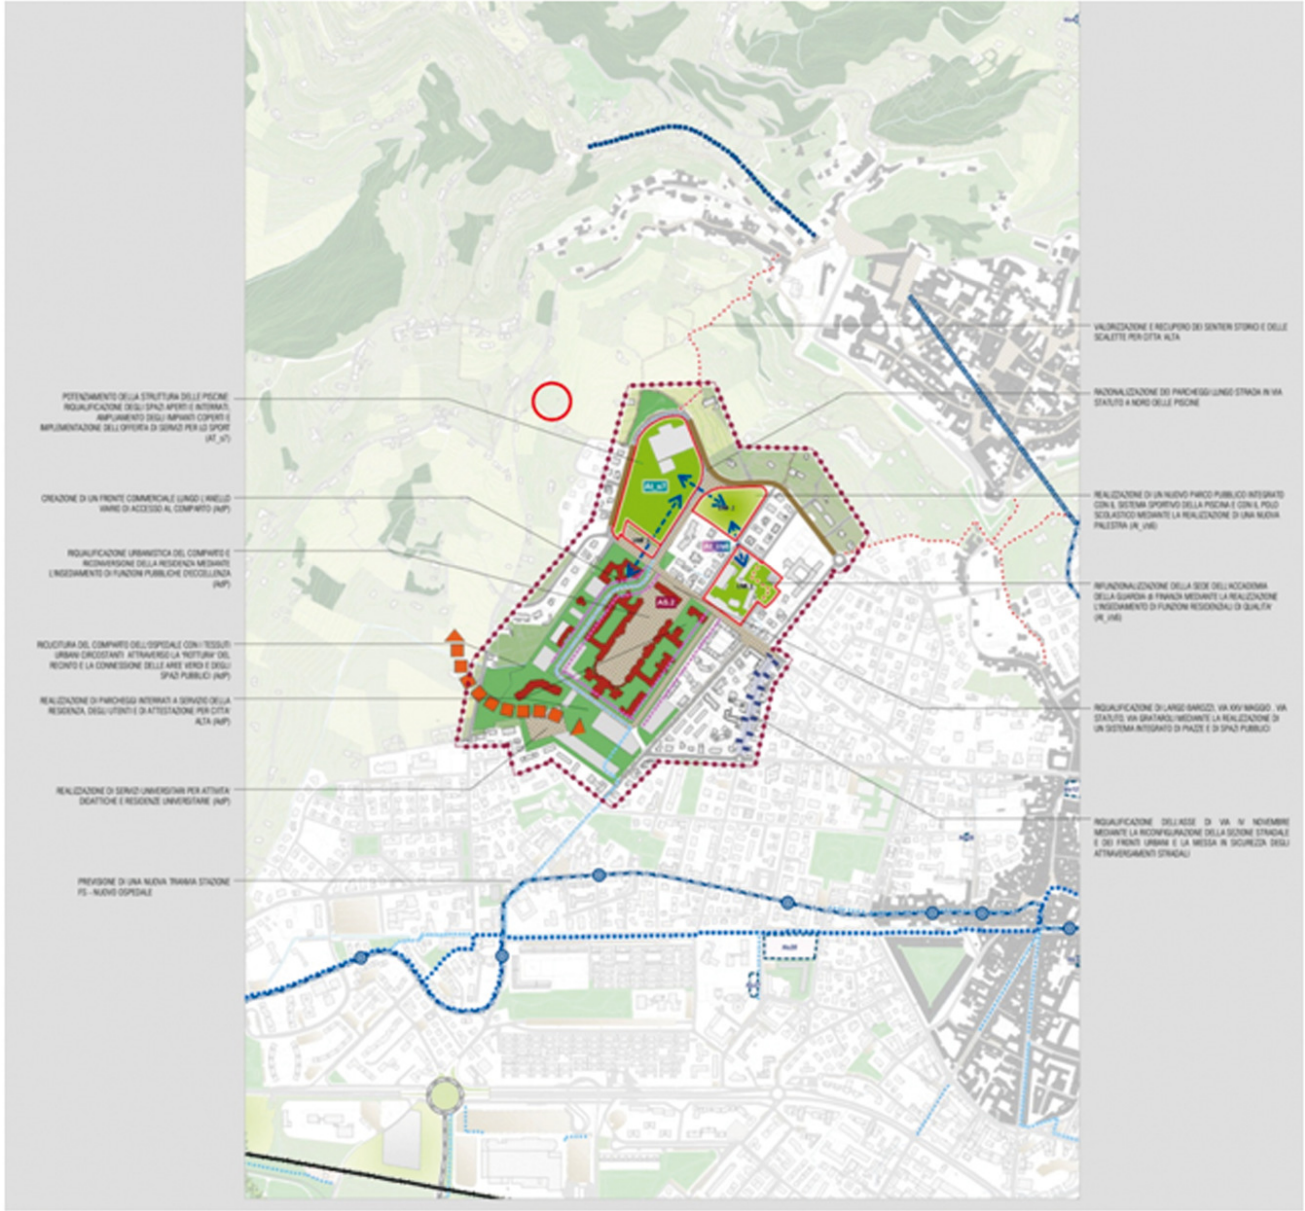 POTENZIAMENTO DELLA STRUTTURA DELLE PISCINE
RIQUALIFICAZIONE DEGLI SPAZI APERTI E INTERRATI,
AMPLIAMENTO DEGLI IMPIANTI COPERTI E
IMPLEMENTAZIONE DELL'OFFERTA DI SERVIZI PER LO SPORT
(AT_s7)
CREAZIONE DI UN FRONTE COMMERCIALE LUNGO L'ANELLO
VIARIO DI ACCESSO AL COMPARTO (AdP)
RIQUALIFICAZIONE URBANISTICA DEL COMPARTO E
RICONVERSIONE DELLA RESIDENZA MEDIANTE
L'INSEDIAMENTO DI FUNZIONI PUBBLICHE D'ECCELLENZA
(AdP)
RICUCITURA DEL COMPARTO DELL'OSPEDALE CON I TESSUTI
URBANI CIRCOSTANTI ATTRAVERSO LA "ROTTURA" DEL
RECINTO E LA CONNESSIONE DELLE AREE VERDI E DEGLI
SPAZI PUBBLICI (AdP)
REALIZZAZIONE DI PARCHEGGI INTERRATI A SERVIZIO DELLA
RESIDENZA, DEGLI UTENTI E DI ATTESTAZIONE PER CITTA'
ALTA (AdP)
REALIZZAZIONE DI SERVIZI UNIVERSITARI PER ATTIVITA'
DIDATTICHE E RESIDENZE UNIVERSITARIE (AdP)
PREVISIONE DI UNA NUOVA TRAMVIA STAZIONE
FS - NUOVO OSPEDALE
At_s7
AS.2
VALORIZZAZIONE E RECUPERO DEI SENTIERI STORICI E DELLE
SCALETTE PER CITTA' ALTA
RAZIONALIZZAZIONE DEI PARCHEGGI LUNGO STRADA IN VIA
STATUTO A NORD DELLE PISCINE
REALIZZAZIONE DI UN NUOVO PARCO PUBBLICO INTEGRATO
CON IL SISTEMA SPORTIVO DELLA PISCINA E CON IL POLO
SCOLASTICO MEDIANTE LA REALIZZAZIONE DI UNA NUOVA
PALESTRA
RIFUNZIONALIZZAZIONE DELLA SEDE DELL'ACCADEMIA
DELLA GUARDIA di FINANZA MEDIANTE LA REALIZZAZIONE
L'INSEDIAMENTO DI FUNZIONI RESIDENZIALI DI QUALITA'
RIQUALIFICAZIONE DI LARGO BAROZZI, VIA XXIV MAGGIO, VIA
STATUTO, VIA GRATAROLI MEDIANTE LA REALIZZAZIONE DI
UN SISTEMA INTEGRATO DI PIAZZE E DI SPAZI PUBBLICI
RIQUALIFICAZIONE DELL'ASSE DI VIA IV NOVEMBRE
MEDIANTE LA RICONFIGURAZIONE DELLA SEZIONE STRADALE
E DEI FRONTI URBANI E LA MESSA IN SICUREZZA DEGLI
ATTRAVERSAMENTI STRADALI